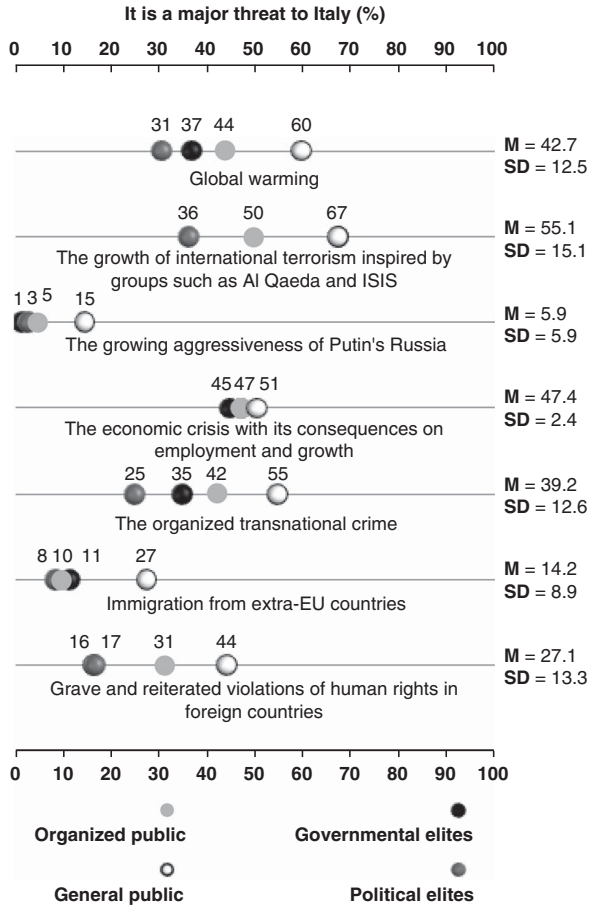 It is a major threat to Italy (%)
0 10 20 30 40 50 60 70 80 90 100
31 37 44 60
M = 42.7
SD = 12.5
Global warming
36 50 67
M = 55.1
SD = 15.1
The growth of international terrorism inspired by
groups such as Al Qaeda and ISIS
1 3 5 15
M = 5.9
SD = 5.9
The growing aggressiveness of Putin's Russia
45 47 51
M = 47.4
SD = 2.4
The economic crisis with its consequences on
employment and growth
25 35 42 55
M = 39.2
SD = 12.6
The organized transnational crime
8 10 11 27
M = 14.2
SD = 8.9
Immigration from extra-EU countries
16 17 31 44
M = 27.1
SD = 13.3
Grave and reiterated violations of human rights in
foreign countries
0 10 20 30 40 50 60 70 80 90 100
Organized public Governmental elites
General public Political elites